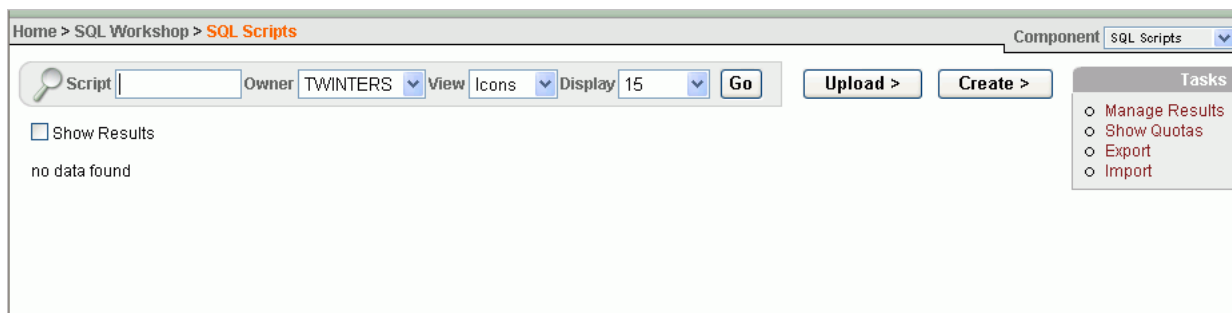 Home > SQL Workshop > SQL Scripts
Component SQL Scripts
Script Owner TWINTERS View Icons Display 15 Go Upload > Create >
Tasks
Manage Results
Show Quotas
Export
Import
Show Results
no data found